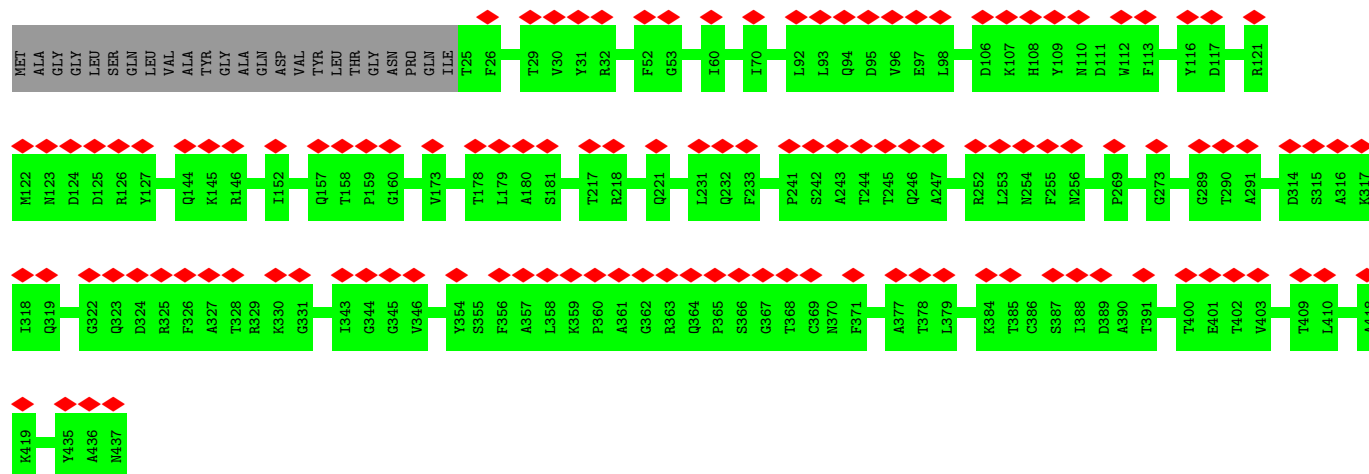 MET ALA GLY GLY LEU SER GLN LEU VAL ALA TYR GLY ALA GLN ASP VAL TYR LEU THR GLY ASN PRO GLN ILE T25 F26 T29 V30 Y31 R32 F52 G53 I60 I70 L92 L93 Q94 D95 V96 E97 L98 D106 K107 H108 Y109 N110 D111 W112 F113 Y116 D117 R121
M122 N123 D124 D125 R126 Y127 Q144 K145 R146 I152 Q157 T158 P159 G160 V173 T178 L179 A180 S181 T217 R218 Q221 L231 Q232 F233 P241 S242 A243 T244 T245 Q246 A247 R252 L253 N254 F255 N256 P269 G273 G289 T290 A291 D314 S315 A316 K317
I318 Q319 G322 Q323 D324 R325 F326 A327 T328 R329 K330 G331 I343 G344 G345 V346 Y354 S355 F356 A357 L358 K359 P360 A361 G362 R363 Q364 P365 S366 G367 T368 C369 N370 F371 A377 T378 L379 K384 T385 C386 S387 I388 D389 A390 T391 T400 E401 T402 V403 T409 L410
K419 Y435 A436 N437